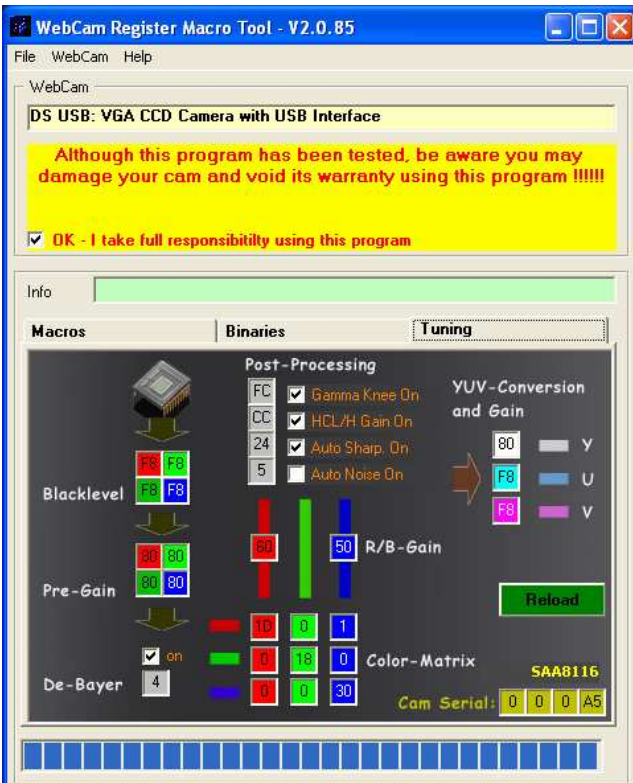 WebCam Register Macro Tool - V2.0.85
File WebCam Help
WebCam
DS USB: VGA CCD Camera with USB Interface
Although this program has been tested, be aware you may
damage your cam and void its warranty using this program !!!!!!
OK - I take full responsibitilty using this program
Info
Macros Binaries Tuning
Post-Processing
FC Gamma Knee On
CC HCL/H Gain On
24 Auto Sharp. On
5 Auto Noise On
YUV-Conversion
and Gain
80 Y
F8 U
F8 V
F8 F8
Blacklevel F8 F8
80 80
Pre-Gain 80 80
60 50 R/B-Gain
Reload
1D 0 1
on 0 18 0 Color-Matrix
De-Bayer 4 0 0 30
SAA8116
Cam Serial: 0 0 0 A5